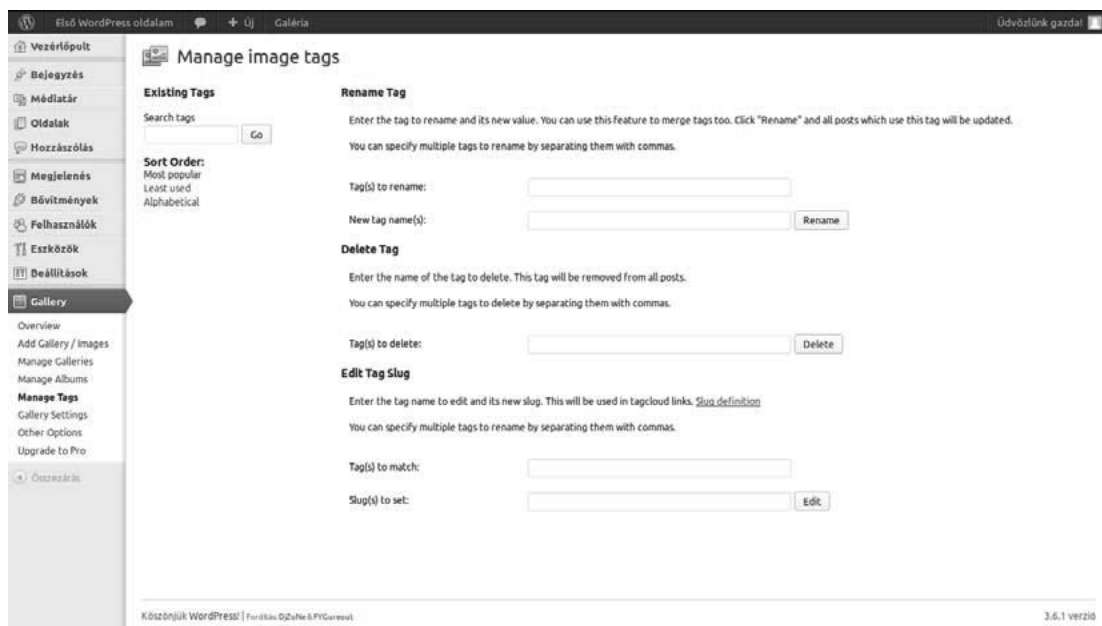 Első WordPress oldalam + Új Galéria Üdvözlünk gazda!
Vezérlőpult
Bejegyzés
Médiatár
Oldalak
Hozzászólás
Megjelenés
Bővítmények
Felhasználók
Eszközök
Beállítások
Gallery
Overview
Add Gallery / Images
Manage Galleries
Manage Albums
Manage Tags
Gallery Settings
Other Options
Upgrade to Pro
Összezárás
Manage image tags
Existing Tags
Search tags
Go
Sort Order:
Most popular
Least used
Alphabetical
Rename Tag
Enter the tag to rename and its new value. You can use this feature to merge tags too. Click "Rename" and all posts which use this tag will be updated.
You can specify multiple tags to rename by separating them with commas.
Tag(s) to rename:
New tag name(s): Rename
Delete Tag
Enter the name of the tag to delete. This tag will be removed from all posts.
You can specify multiple tags to delete by separating them with commas.
Tag(s) to delete: Delete
Edit Tag Slug
Enter the tag name to edit and its new slug. This will be used in tagcloud links. Slug definition
You can specify multiple tags to rename by separating them with commas.
Tag(s) to match:
Slug(s) to set: Edit
Köszönjük WordPress! | Fordítás: DjZoNe & FYGureout 3.6.1 verzió